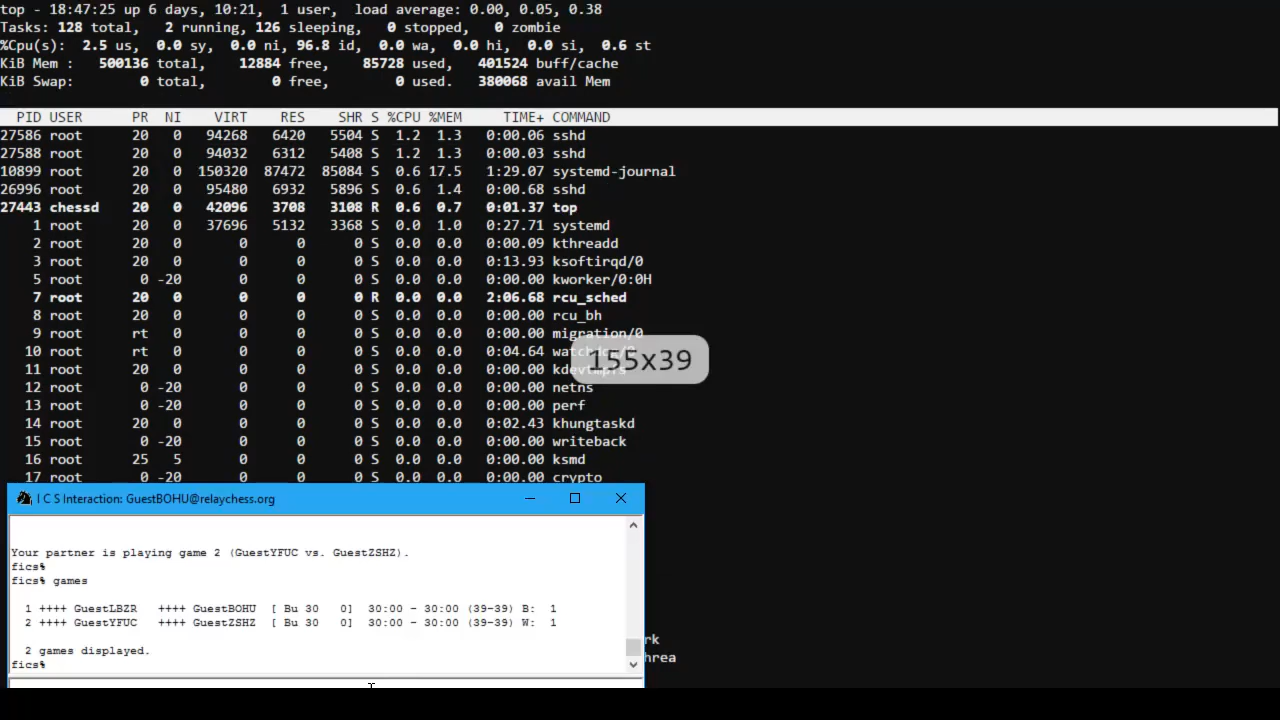 top - 18:47:25 up 6 days, 10:21,  1 user,  load average: 0.00, 0.05, 0.38
Tasks: 128 total,   2 running, 126 sleeping,   0 stopped,   0 zombie
%Cpu(s):  2.5 us,  0.0 sy,  0.0 ni, 96.8 id,  0.0 wa,  0.0 hi,  0.0 si,  0.6 st
KiB Mem :   500136 total,    12884 free,    85728 used,   401524 buff/cache
KiB Swap:        0 total,        0 free,        0 used.   380068 avail Mem
PID USER PR NI VIRT RES SHR S %CPU %MEM TIME+ COMMAND
27586 root 20 0 94268 6420 5504 S 1.2 1.3 0:00.06 sshd
27588 root 20 0 94032 6312 5408 S 1.2 1.3 0:00.03 sshd
10899 root 20 0 150320 87472 85084 S 0.6 17.5 1:29.07 systemd-journal
26996 root 20 0 95480 6932 5896 S 0.6 1.4 0:00.68 sshd
27443 chessd 20 0 42096 3708 3108 R 0.6 0.7 0:01.37 top
1 root 20 0 37696 5132 3368 S 0.0 1.0 0:27.71 systemd
2 root 20 0 0 0 0 S 0.0 0.0 0:00.09 kthreadd
3 root 20 0 0 0 0 S 0.0 0.0 0:13.93 ksoftirqd/0
5 root 0 -20 0 0 0 S 0.0 0.0 0:00.00 kworker/0:0H
7 root 20 0 0 0 0 R 0.0 0.0 2:06.68 rcu_sched
8 root 20 0 0 0 0 S 0.0 0.0 0:00.00 rcu_bh
9 root rt 0 0 0 0 S 0.0 0.0 0:00.00 migration/0
10 root rt 0 0 0 0 S 0.0 0.0 0:04.64
155x39
11 root 20 0 0 0 0 S 0.0 0.0 0:00.00
12 root 0 -20 0 0 0 S 0.0 0.0 0:00.00 netns
13 root 0 -20 0 0 0 S 0.0 0.0 0:00.00 perf
14 root 20 0 0 0 0 S 0.0 0.0 0:02.43 khungtaskd
15 root 0 -20 0 0 0 S 0.0 0.0 0:00.00 writeback
16 root 25 5 0 0 0 S 0.0 0.0 0:00.00 ksmd
17 root 0 -20 0 0 0 S 0.0 0.0 0:00.00 crypto
I C S Interaction: GuestBOHU@relaychess.org
Your partner is playing game 2 (GuestYFUC vs. GuestZSHZ).
fics%
fics% games
1 ++++ GuestLBZR   ++++ GuestBOHU  [ Bu 30   0]  30:00 - 30:00 (39-39) B:  1
2 ++++ GuestYFUC   ++++ GuestZSHZ  [ Bu 30   0]  30:00 - 30:00 (39-39) W:  1
2 games displayed.
fics%
rk
hrea